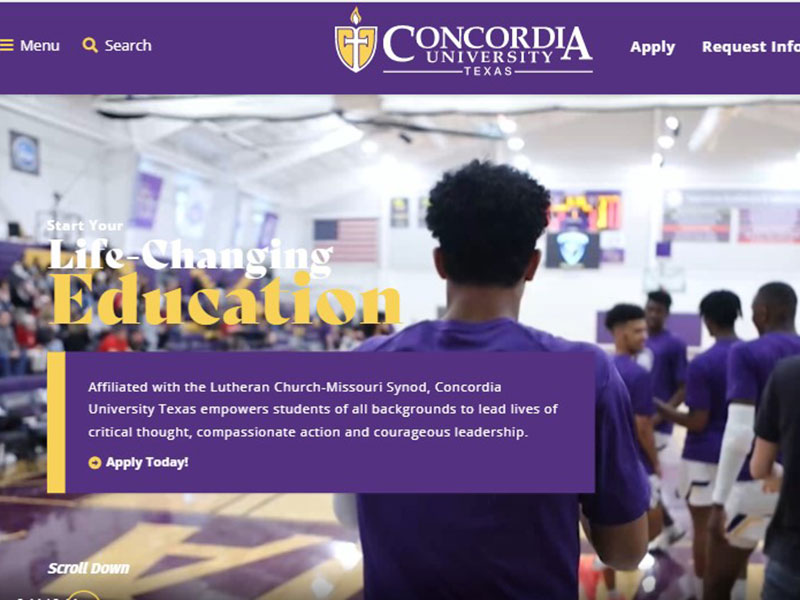 Menu
Search
CONCORDIA
UNIVERSITY
TEXAS
Apply
Request Info
Start Your
Life-Changing
Education
Affiliated with the Lutheran Church-Missouri Synod, Concordia
University Texas empowers students of all backgrounds to lead lives of
critical thought, compassionate action and courageous leadership.
Apply Today!
Scroll Down